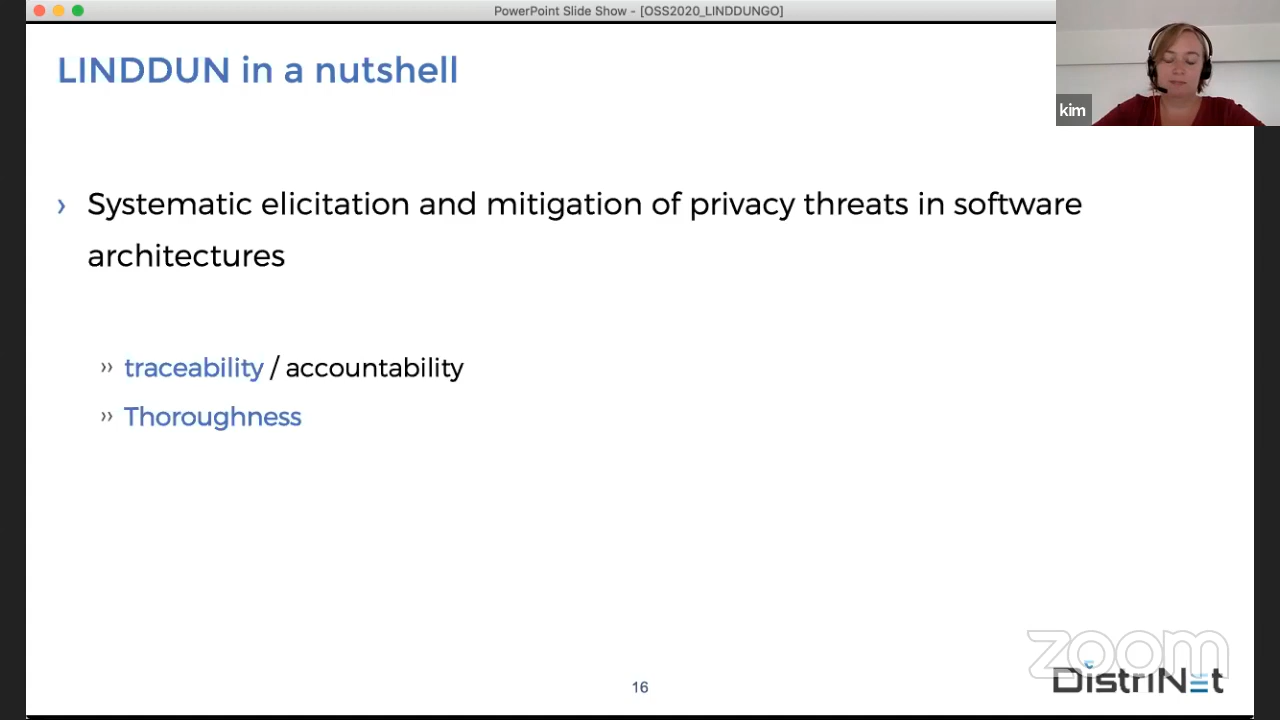 PowerPoint Slide Show - [OSS2020_LINDDUNGO]
LINDDUN in a nutshell
kim
› Systematic elicitation and mitigation of privacy threats in software
architectures
›› traceability / accountability
›› Thoroughness
zoom
DistriNet
16